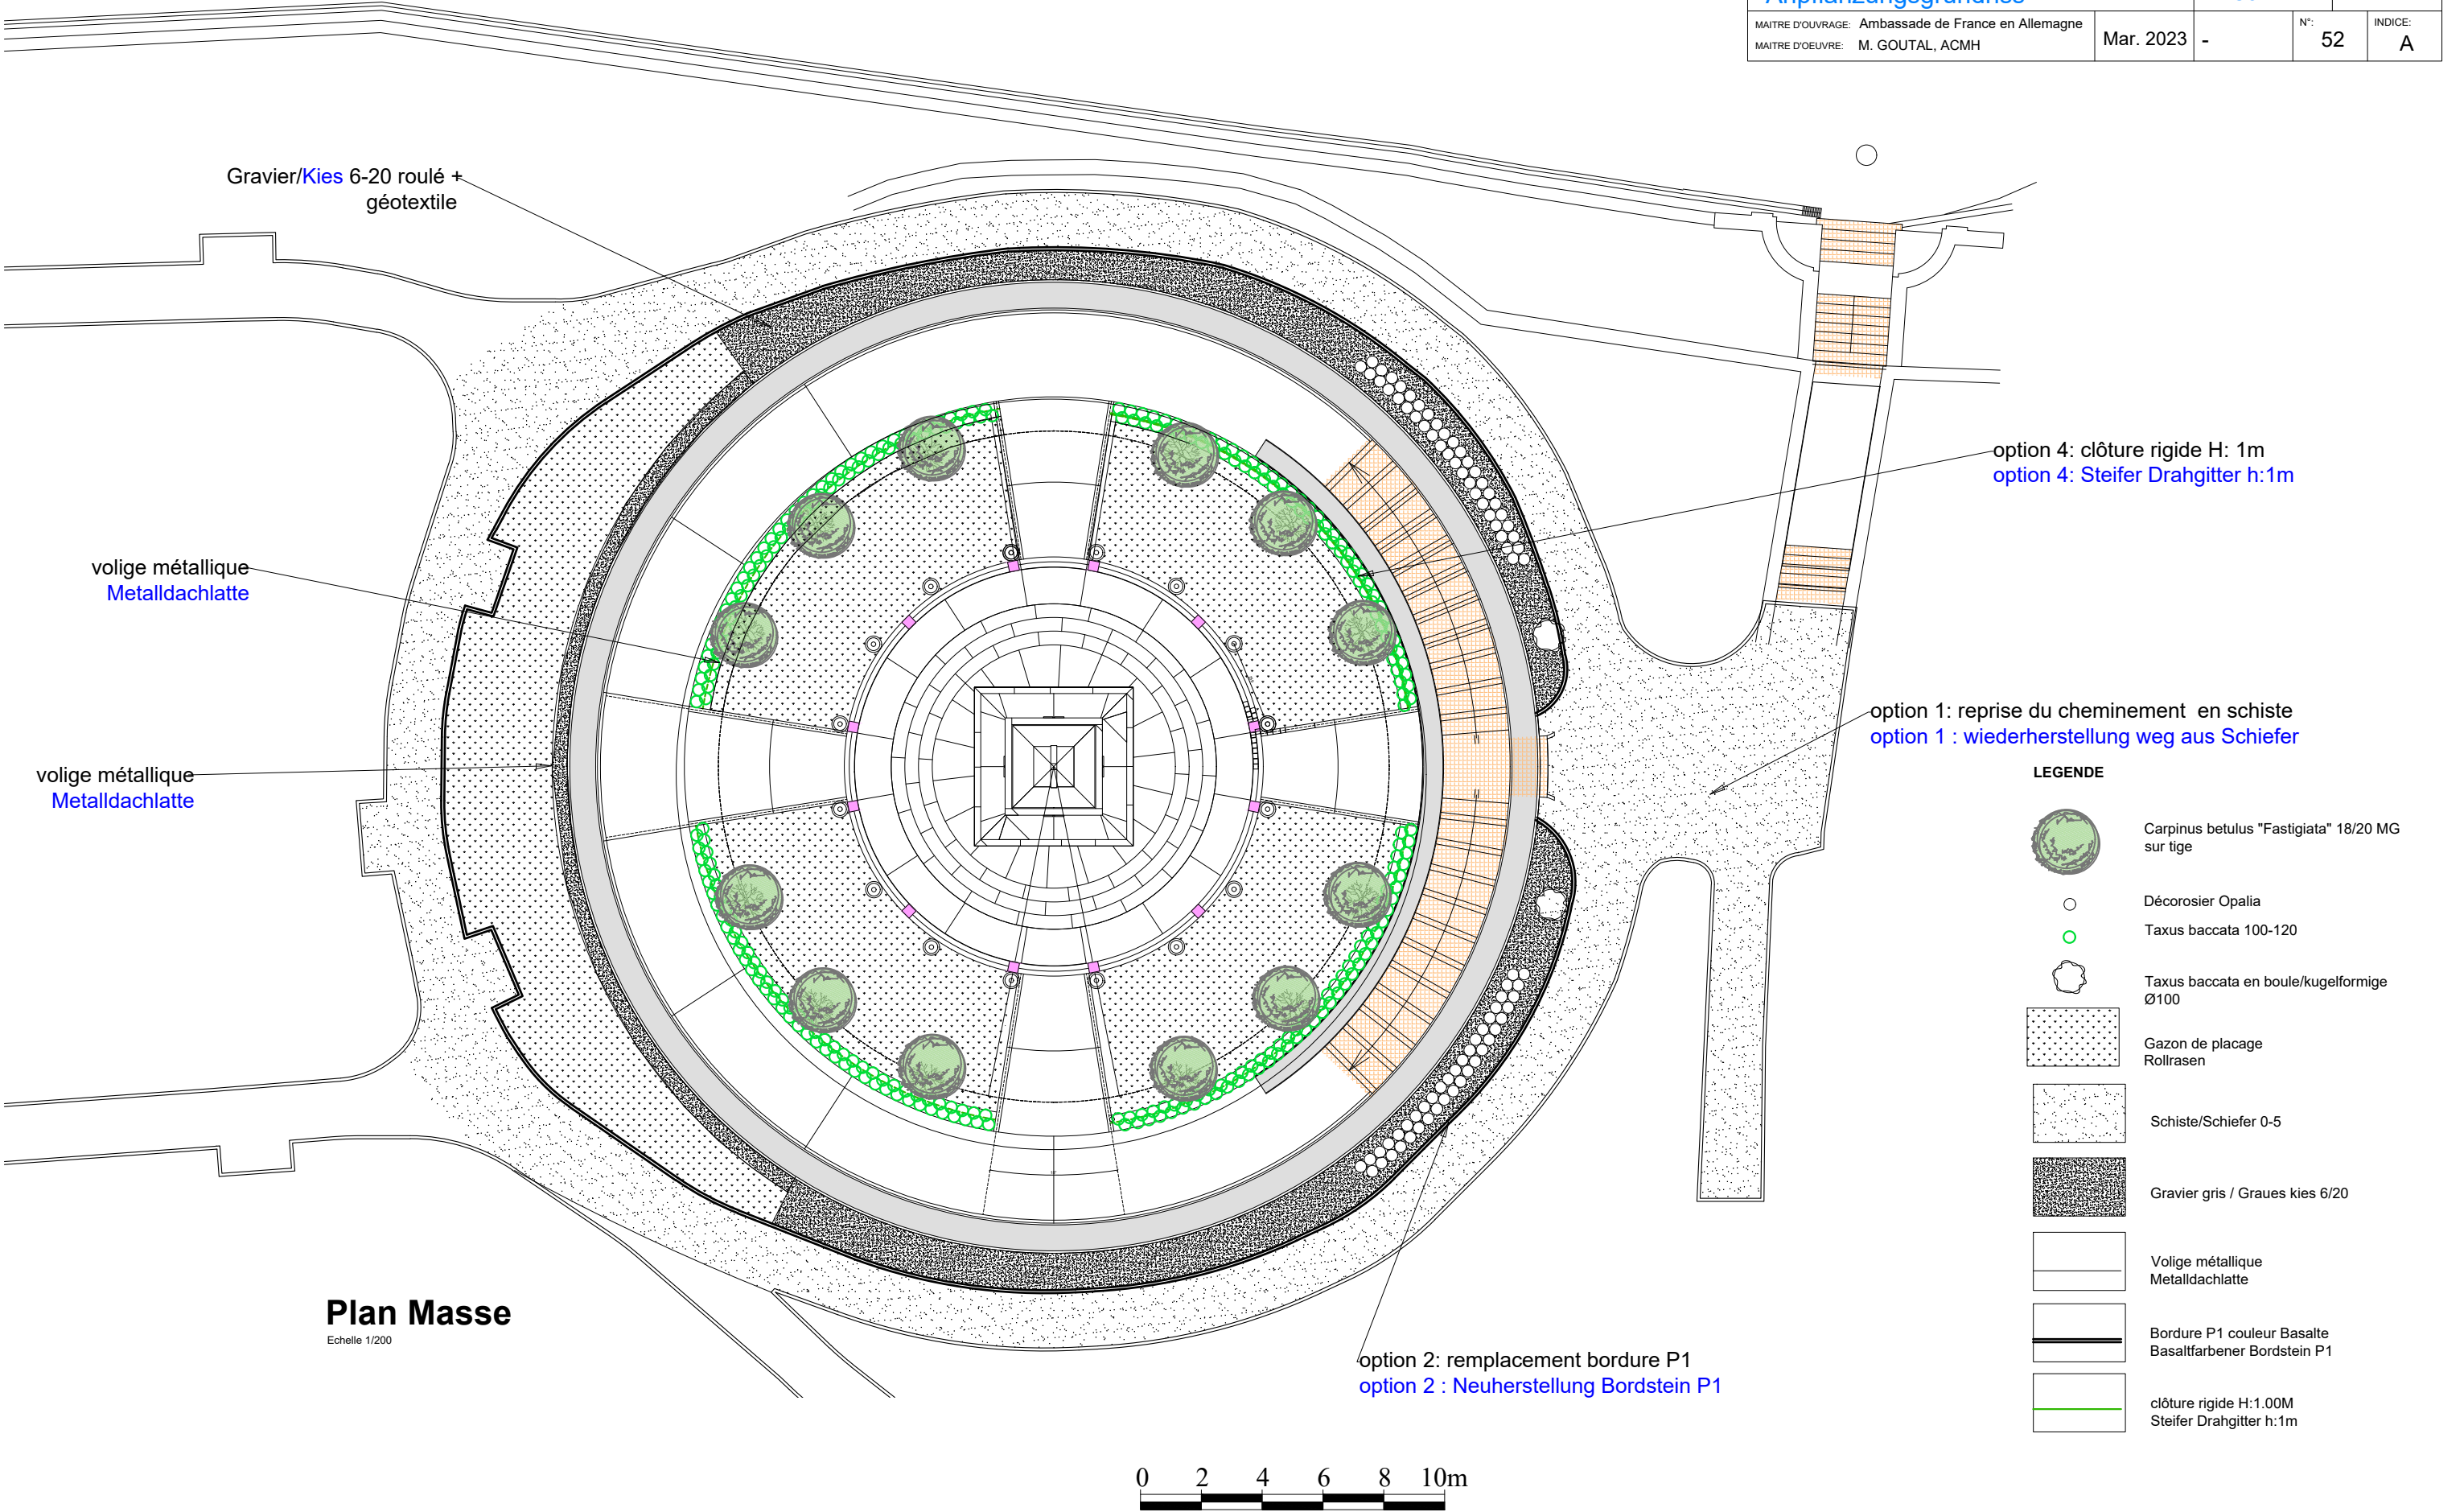 Anpflanzungsgrundriss
MAITRE D'OUVRAGE: Ambassade de France en Allemagne
MAITRE D'OEUVRE: M. GOUTAL, ACMH
Mar. 2023
-
N°:
52
INDICE:
A
Gravier/Kies 6-20 roulé +
géotextile
option 4: clôture rigide H: 1m
option 4: Steifer Drahgitter h:1m
volige métallique
Metalldachlatte
volige métallique
Metalldachlatte
option 1: reprise du cheminement en schiste
option 1 : wiederherstellung weg aus Schiefer
LEGENDE
Carpinus betulus "Fastigiata" 18/20 MG
sur tige
Décorosier Opalia
Taxus baccata 100-120
Taxus baccata en boule/kugelformige
Ø100
Gazon de placage
Rollrasen
Schiste/Schiefer 0-5
Gravier gris / Graues kies 6/20
Volige métallique
Metalldachlatte
Bordure P1 couleur Basalte
Basaltfarbener Bordstein P1
clôture rigide H:1.00M
Steifer Drahgitter h:1m
Plan Masse
Echelle 1/200
option 2: remplacement bordure P1
option 2 : Neuherstellung Bordstein P1
0 2 4 6 8 10m